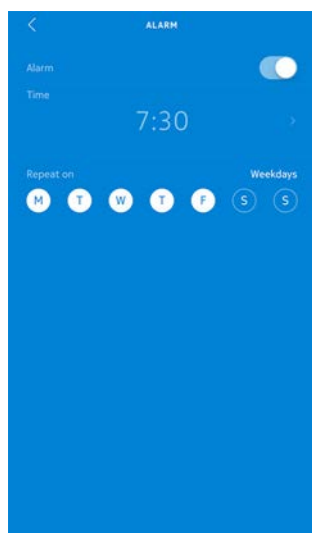 ALARM
Alarm
Time
7:30
Repeat on Weekdays
M T W T F S S